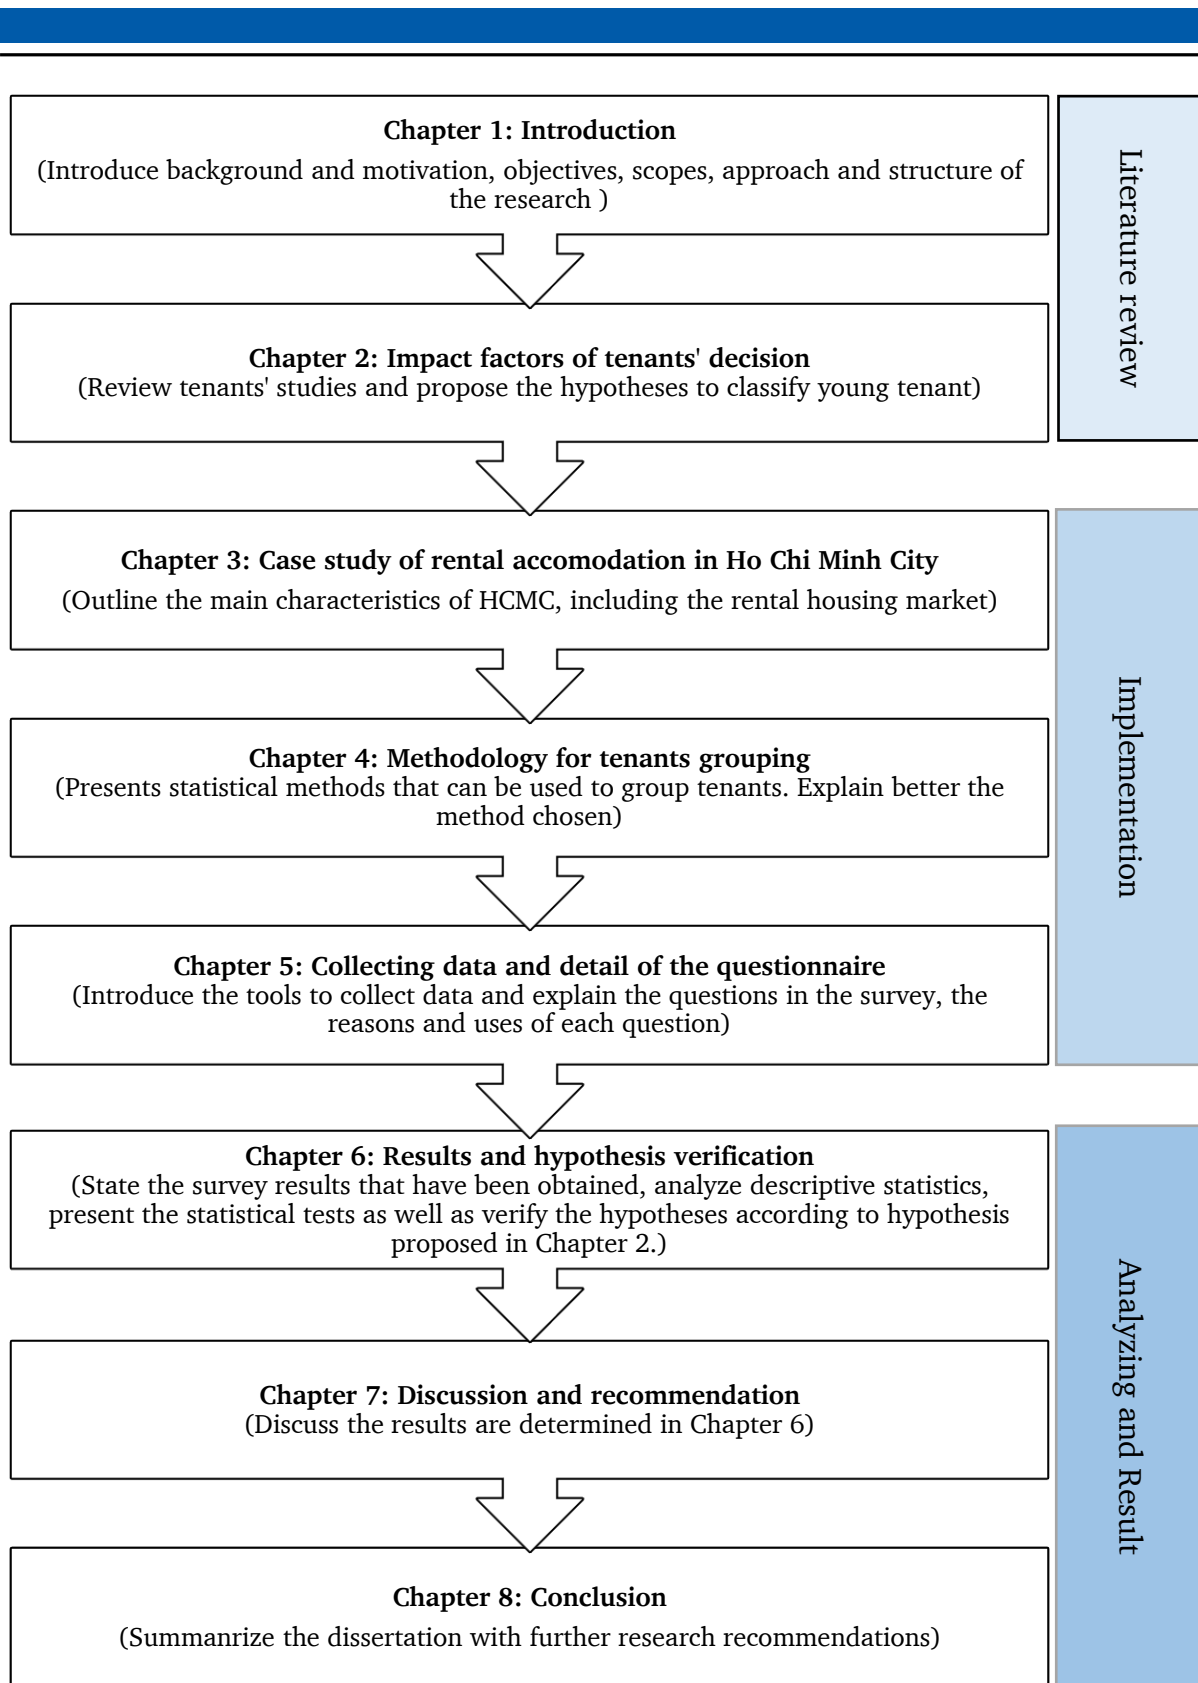 Chapter 1: Introduction
(Introduce background and motivation, objectives, scopes, approach and structure of
the research )
Literature review
Chapter 2: Impact factors of tenants' decision
(Review tenants' studies and propose the hypotheses to classify young tenant)
Chapter 3: Case study of rental accomodation in Ho Chi Minh City
(Outline the main characteristics of HCMC, including the rental housing market)
Implementation
Chapter 4: Methodology for tenants grouping
(Presents statistical methods that can be used to group tenants. Explain better the
method chosen)
Chapter 5: Collecting data and detail of the questionnaire
(Introduce the tools to collect data and explain the questions in the survey, the
reasons and uses of each question)
Chapter 6: Results and hypothesis verification
(State the survey results that have been obtained, analyze descriptive statistics,
present the statistical tests as well as verify the hypotheses according to hypothesis
proposed in Chapter 2.)
Analyzing and Result
Chapter 7: Discussion and recommendation
(Discuss the results are determined in Chapter 6)
Chapter 8: Conclusion
(Summanrize the dissertation with further research recommendations)